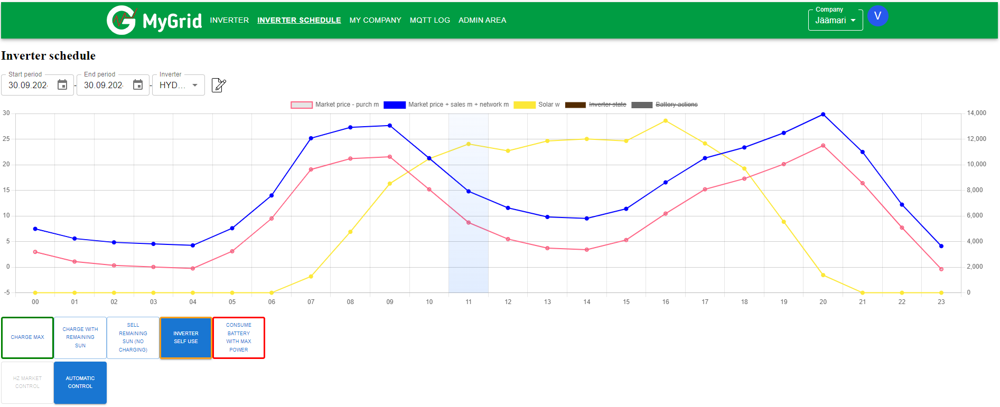 MyGrid INVERTER INVERTER SCHEDULE MY COMPANY MQTT LOG ADMIN AREA Company Jäämari V
Inverter schedule
Start period End period Inverter
30.09.202 - 30.09.202 - HYD...
Market price - purch m Market price + sales m + network m Solar w Inverter state Battery actions
30 14,000
25 12,000
20 10,000
15 8,000
10 6,000
5 4,000
0 2,000
-5 0
00 01 02 03 04 05 06 07 08 09 10 11 12 13 14 15 16 17 18 19 20 21 22 23
CHARGE MAX
CHARGE WITH
REMAINING
SUN
SELL
REMAINING
SUN (NO
CHARGING)
INVERTER
SELF USE
CONSUME
BATTERY
WITH MAX
POWER
HZ MARKET
CONTROL
AUTOMATIC
CONTROL